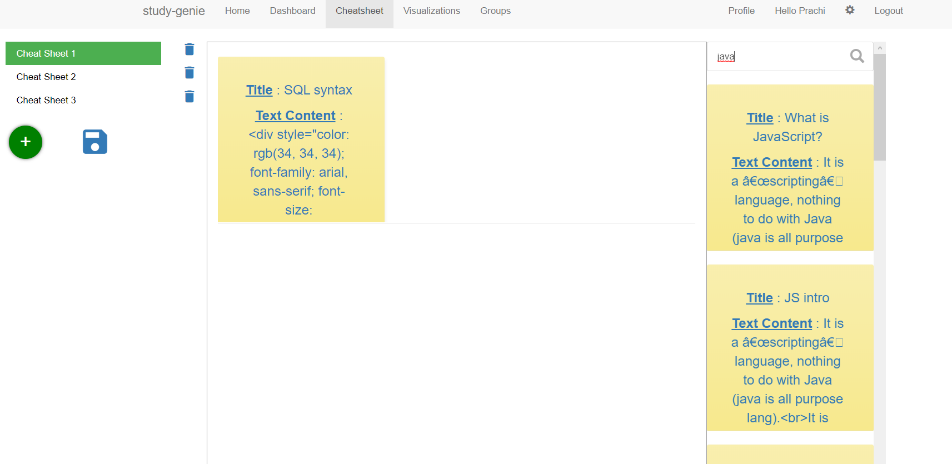 study-genie Home Dashboard Cheatsheet Visualizations Groups Profile Hello Prachi Logout
Cheat Sheet 1
Cheat Sheet 2
Cheat Sheet 3
+
Title : SQL syntax
Text Content :
<div style="color:
rgb(34, 34, 34);
font-family: arial,
sans-serif; font-
size:
java
Title : What is
JavaScript?
Text Content : It is
a â€œscriptingâ€□
language, nothing
to do with Java
(java is all purpose
Title : JS intro
Text Content : It is
a â€œscriptingâ€□
language, nothing
to do with Java
(java is all purpose
lang).<br>It is